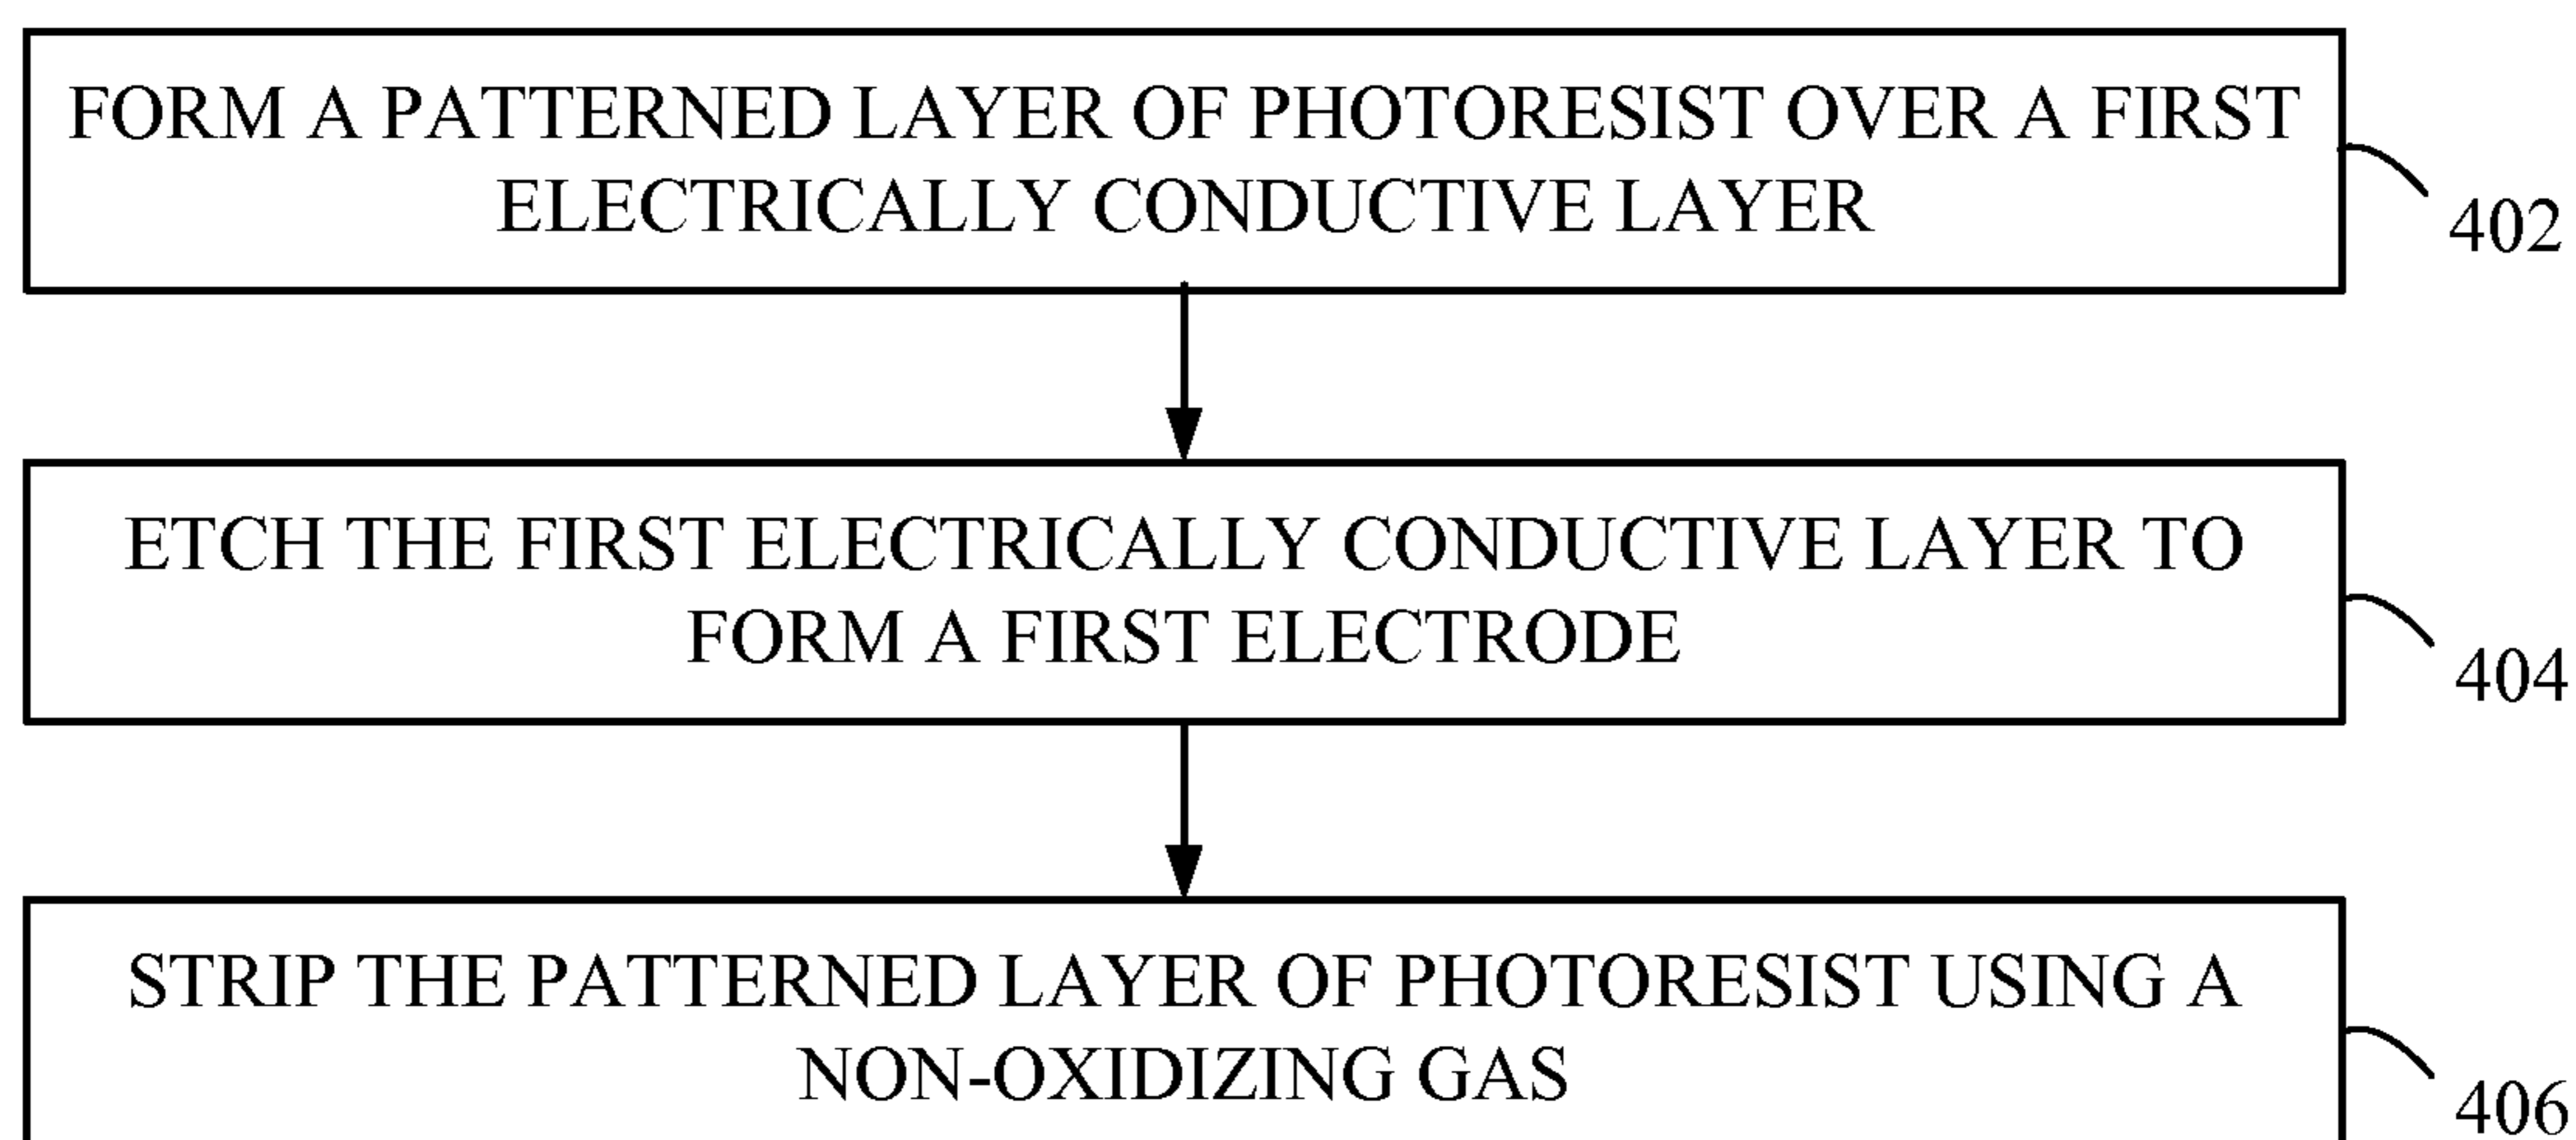 FORM A PATTERNED LAYER OF PHOTORESIST OVER A FIRST
ELECTRICALLY CONDUCTIVE LAYER
402
ETCH THE FIRST ELECTRICALLY CONDUCTIVE LAYER TO
FORM A FIRST ELECTRODE
404
STRIP THE PATTERNED LAYER OF PHOTORESIST USING A
NON-OXIDIZING GAS
406